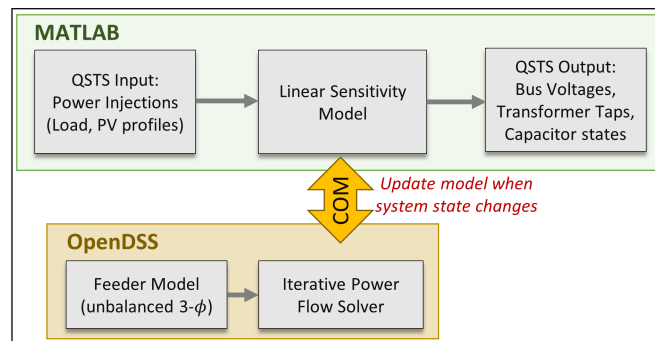 MATLAB
QSTS Input:
Power Injections
(Load, PV profiles)
Linear Sensitivity
Model
QSTS Output:
Bus Voltages,
Transformer Taps,
Capacitor states
COM
Update model when
system state changes
OpenDSS
Feeder Model
(unbalanced 3-ϕ)
Iterative Power
Flow Solver